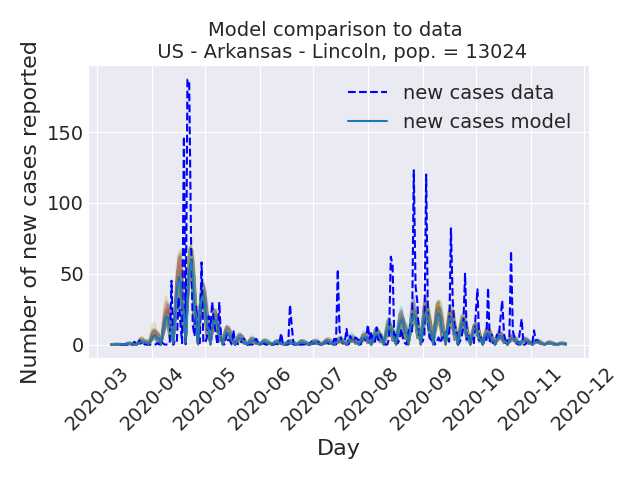 Model comparison to data
US - Arkansas - Lincoln, pop. = 13024
Number of new cases reported
150
100
50
0
new cases data
new cases model
2020-03
2020-04
2020-05
2020-06
2020-07
2020-08
2020-09
2020-10
2020-11
2020-12
Day